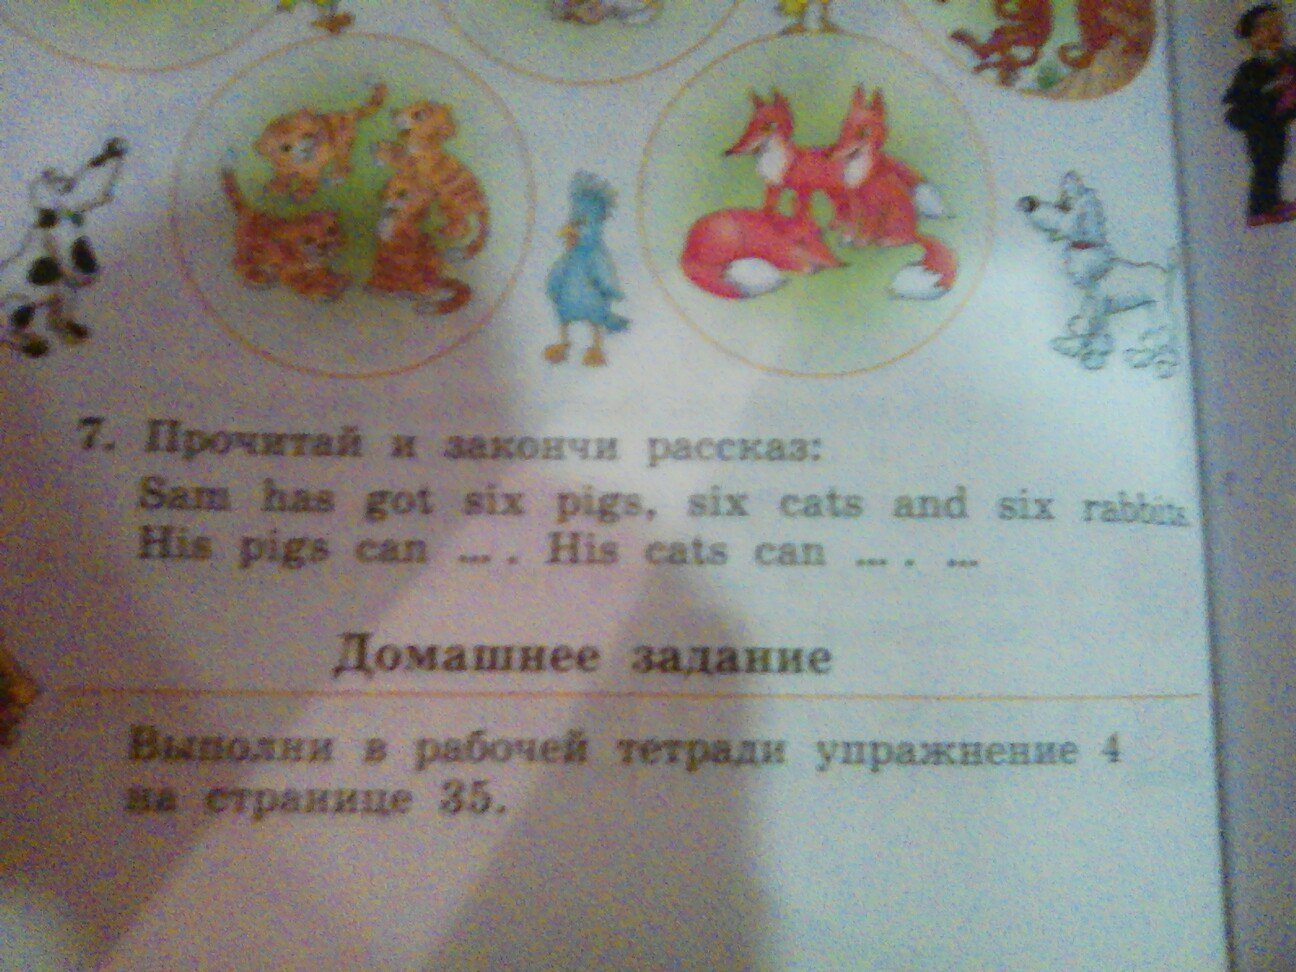 7. Прочитай и закончи рассказ:
Sam has got six pigs, six cats and six rabbits.
His pigs can ... . His cats can ... . ...
Домашнее задание
Выполни в рабочей тетради упражнение 4
на странице 35.